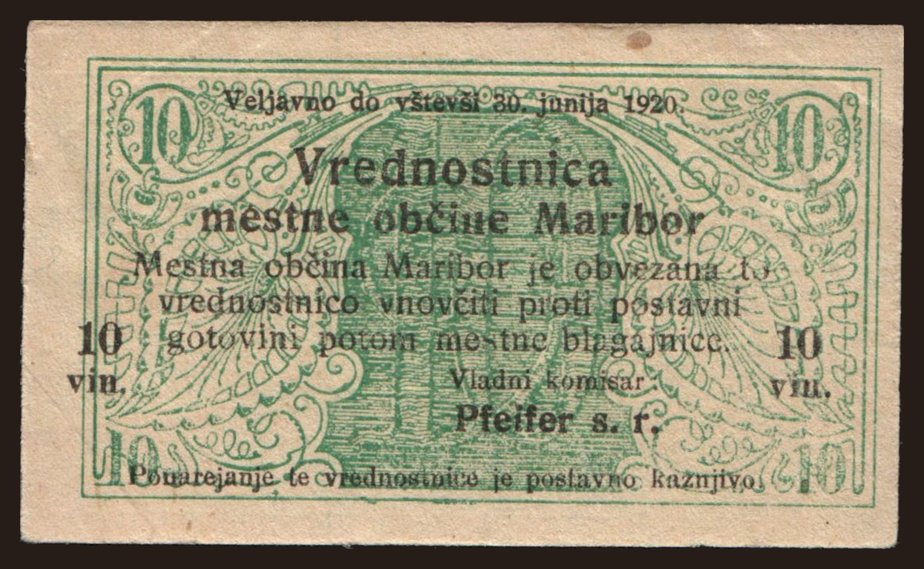 10 Veljavno do vštevši 30. junija 1920. 10
Vrednostnica
mestne občine Maribor
Mestna občina Maribor je obvezana to
vrednostnico vnovčiti proti postavni
gotovini potom mestne blagajnice.
10 10
vin. vin.
Vladni komisar:
Pfeifer s. r.
10 10
Ponarejanje te vrednostnice je postavno kaznjivo.